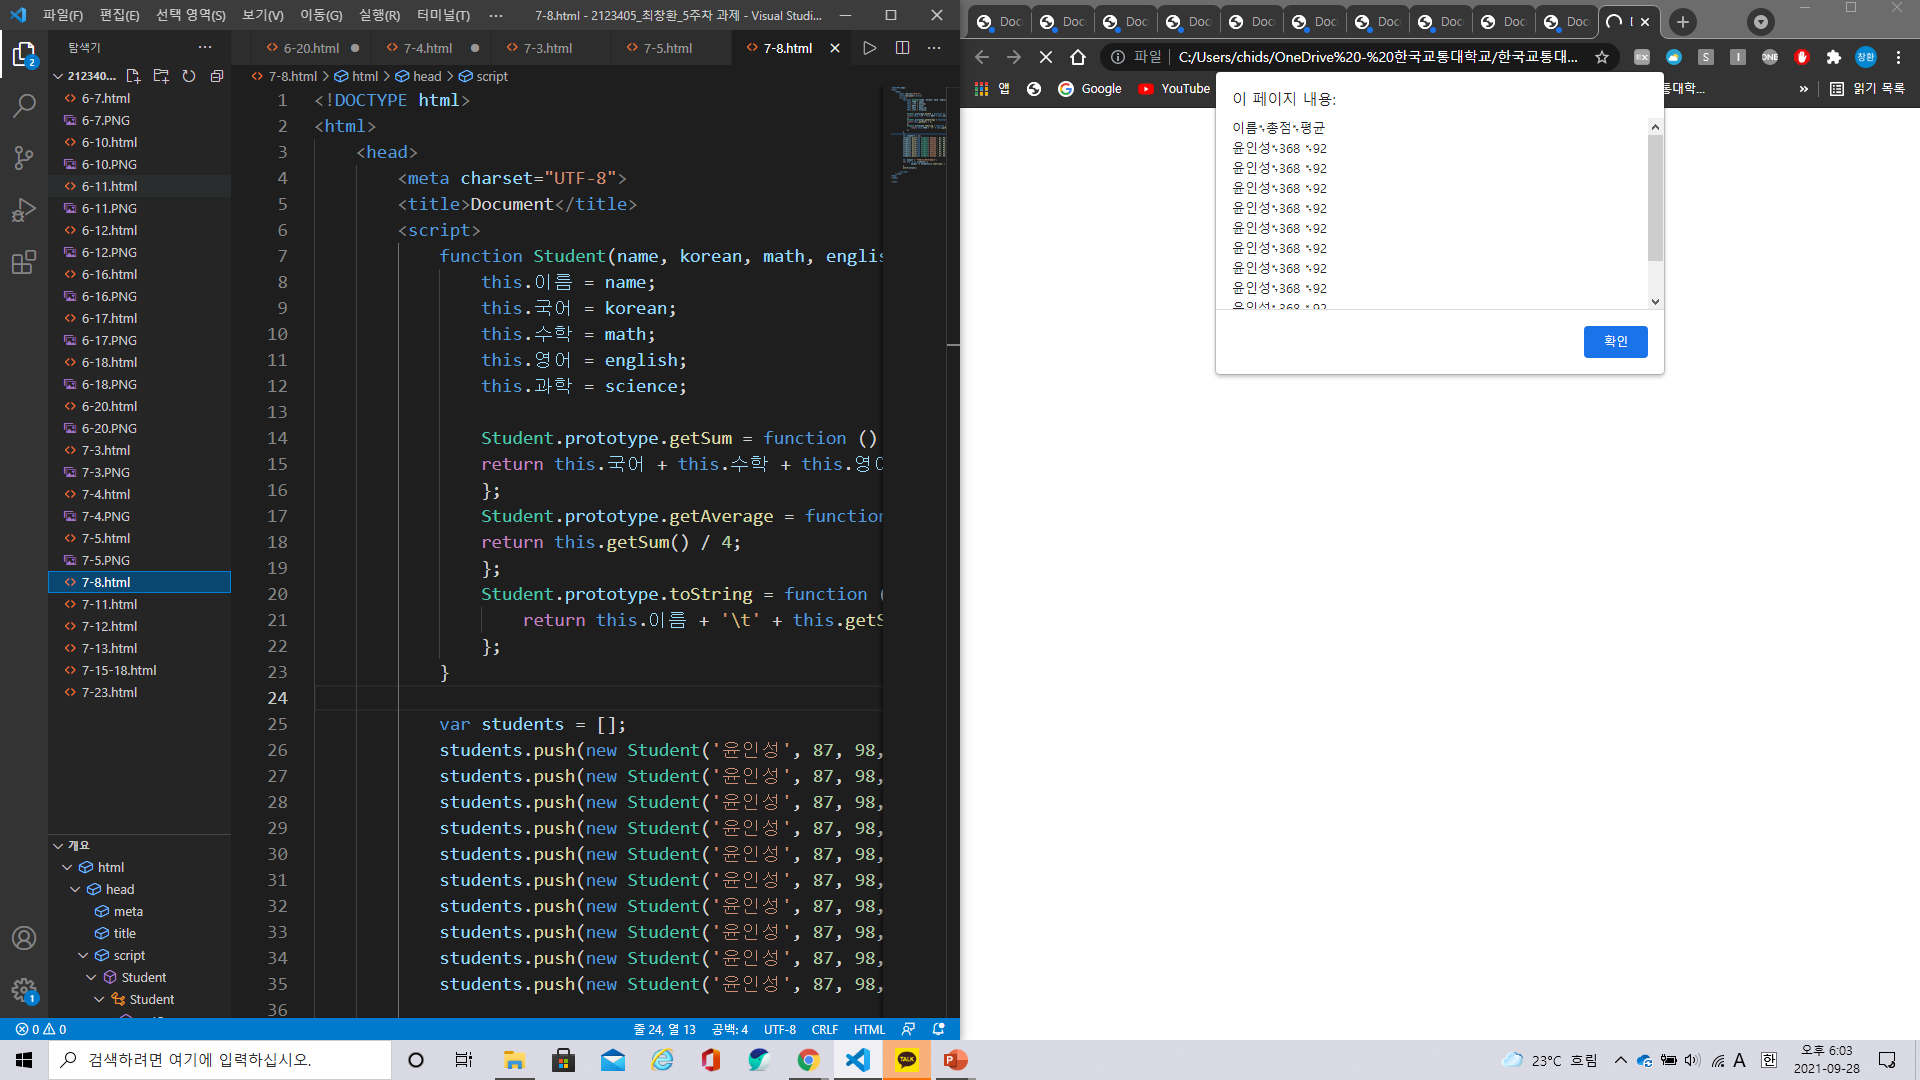 파일(F) 편집(E) 선택 영역(S) 보기(V) 이동(G) 실행(R) 터미널(T) ··· 7-8.html - 2123405_최창환_5주차 과제 - Visual Studi...
탐색기 ···
212340...
6-7.html
6-7.PNG
6-10.html
6-10.PNG
6-11.html
6-11.PNG
6-12.html
6-12.PNG
6-16.html
6-16.PNG
6-17.html
6-17.PNG
6-18.html
6-18.PNG
6-20.html
6-20.PNG
7-3.html
7-3.PNG
7-4.html
7-4.PNG
7-5.html
7-5.PNG
7-8.html
7-11.html
7-12.html
7-13.html
7-15-18.html
7-23.html
개요
html
head
meta
title
script
Student
Student
2
1
6-20.html 7-4.html 7-3.html 7-5.html 7-8.html
7-8.html > html > head > script
1 <!DOCTYPE html>
2 <html>
3 <head>
4 <meta charset="UTF-8">
5 <title>Document</title>
6 <script>
7 function Student(name, korean, math, englis
8 this.이름 = name;
9 this.국어 = korean;
10 this.수학 = math;
11 this.영어 = english;
12 this.과학 = science;
13
14 Student.prototype.getSum = function ()
15 return this.국어 + this.수학 + this.영어
16 };
17 Student.prototype.getAverage = function
18 return this.getSum() / 4;
19 };
20 Student.prototype.toString = function (
21 return this.이름 + '\t' + this.getS
22 };
23 }
24
25 var students = [];
26 students.push(new Student('윤인성', 87, 98,
27 students.push(new Student('윤인성', 87, 98,
28 students.push(new Student('윤인성', 87, 98,
29 students.push(new Student('윤인성', 87, 98,
30 students.push(new Student('윤인성', 87, 98,
31 students.push(new Student('윤인성', 87, 98,
32 students.push(new Student('윤인성', 87, 98,
33 students.push(new Student('윤인성', 87, 98,
34 students.push(new Student('윤인성', 87, 98,
35 students.push(new Student('윤인성', 87, 98,
36
0 0 줄 24, 열 13 공백: 4 UTF-8 CRLF HTML
Doc Doc Doc Doc Doc Doc Doc Doc Doc Doc
파일 | C:/Users/chids/OneDrive%20-%20한국교통대학교/한국교통대...
창환
앱 Google YouTube 통대학... » 읽기 목록
이 페이지 내용:
이름␉총점␉평균
윤인성␉368 ␉92
윤인성␉368 ␉92
윤인성␉368 ␉92
윤인성␉368 ␉92
윤인성␉368 ␉92
윤인성␉368 ␉92
윤인성␉368 ␉92
윤인성␉368 ␉92
윤인성␉368 ␉92
확인
검색하려면 여기에 입력하십시오.
TALK
23°C 흐림
A 한
오후 6:03
2021-09-28